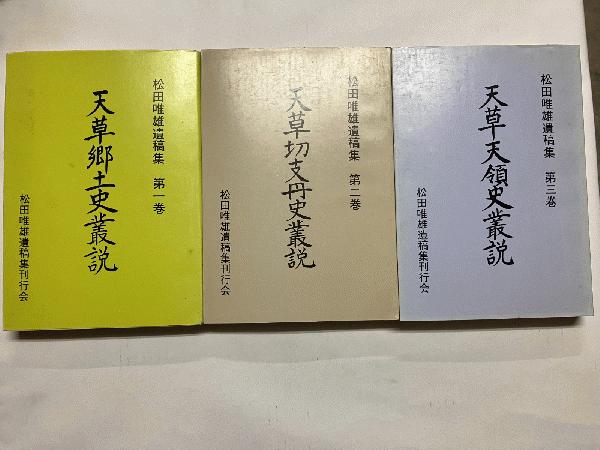 松田唯雄遺稿集 第一巻
天草郷土史叢説
松田唯雄遺稿集刊行会
松田唯雄遺稿集 第二巻
天草切支丹史叢説
松田唯雄遺稿集刊行会
松田唯雄遺稿集 第三巻
天草天領史叢説
松田唯雄遺稿集刊行会